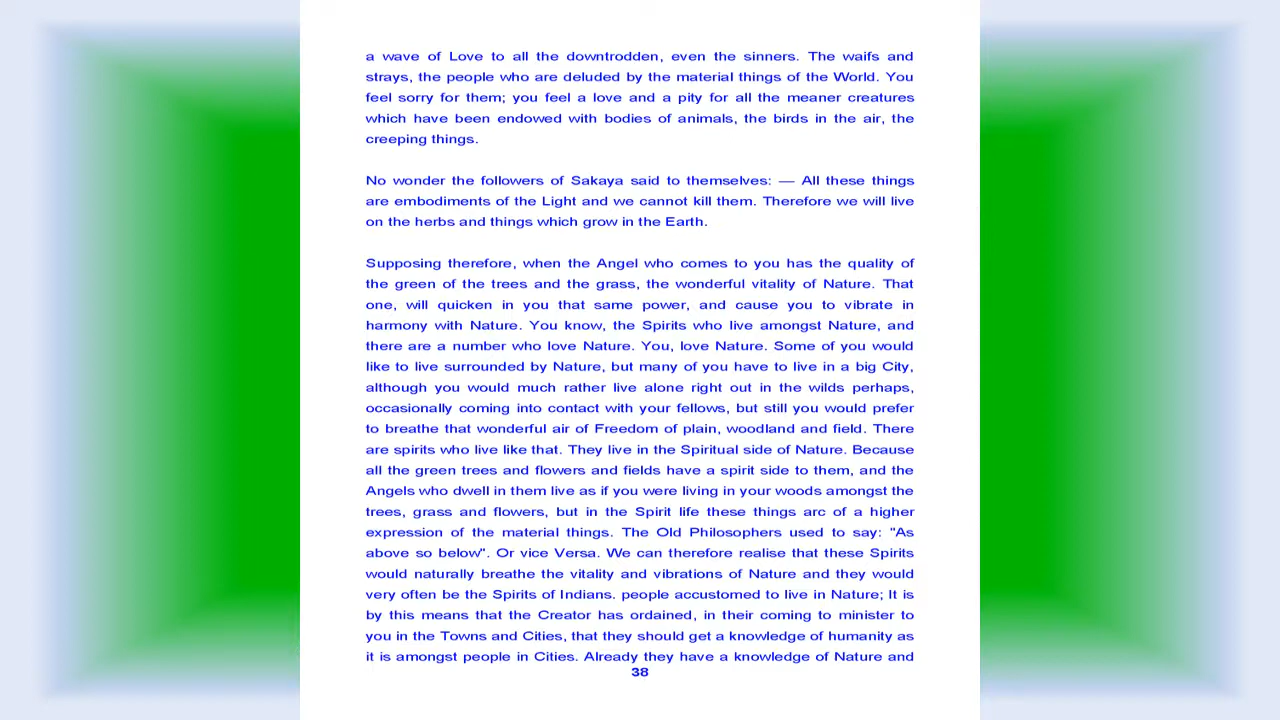 a wave of Love to all the downtrodden, even the sinners. The waifs and
strays, the people who are deluded by the material things of the World. You
feel sorry for them; you feel a love and a pity for all the meaner creatures
which have been endowed with bodies of animals, the birds in the air, the
creeping things.
No wonder the followers of Sakaya said to themselves: — All these things
are embodiments of the Light and we cannot kill them. Therefore we will live
on the herbs and things which grow in the Earth.
Supposing therefore, when the Angel who comes to you has the quality of
the green of the trees and the grass, the wonderful vitality of Nature. That
one, will quicken in you that same power, and cause you to vibrate in
harmony with Nature. You know, the Spirits who live amongst Nature, and
there are a number who love Nature. You, love Nature. Some of you would
like to live surrounded by Nature, but many of you have to live in a big City,
although you would much rather live alone right out in the wilds perhaps,
occasionally coming into contact with your fellows, but still you would prefer
to breathe that wonderful air of Freedom of plain, woodland and field. There
are spirits who live like that. They live in the Spiritual side of Nature. Because
all the green trees and flowers and fields have a spirit side to them, and the
Angels who dwell in them live as if you were living in your woods amongst the
trees, grass and flowers, but in the Spirit life these things arc of a higher
expression of the material things. The Old Philosophers used to say: "As
above so below". Or vice Versa. We can therefore realise that these Spirits
would naturally breathe the vitality and vibrations of Nature and they would
very often be the Spirits of Indians. people accustomed to live in Nature; It is
by this means that the Creator has ordained, in their coming to minister to
you in the Towns and Cities, that they should get a knowledge of humanity as
it is amongst people in Cities. Already they have a knowledge of Nature and
38